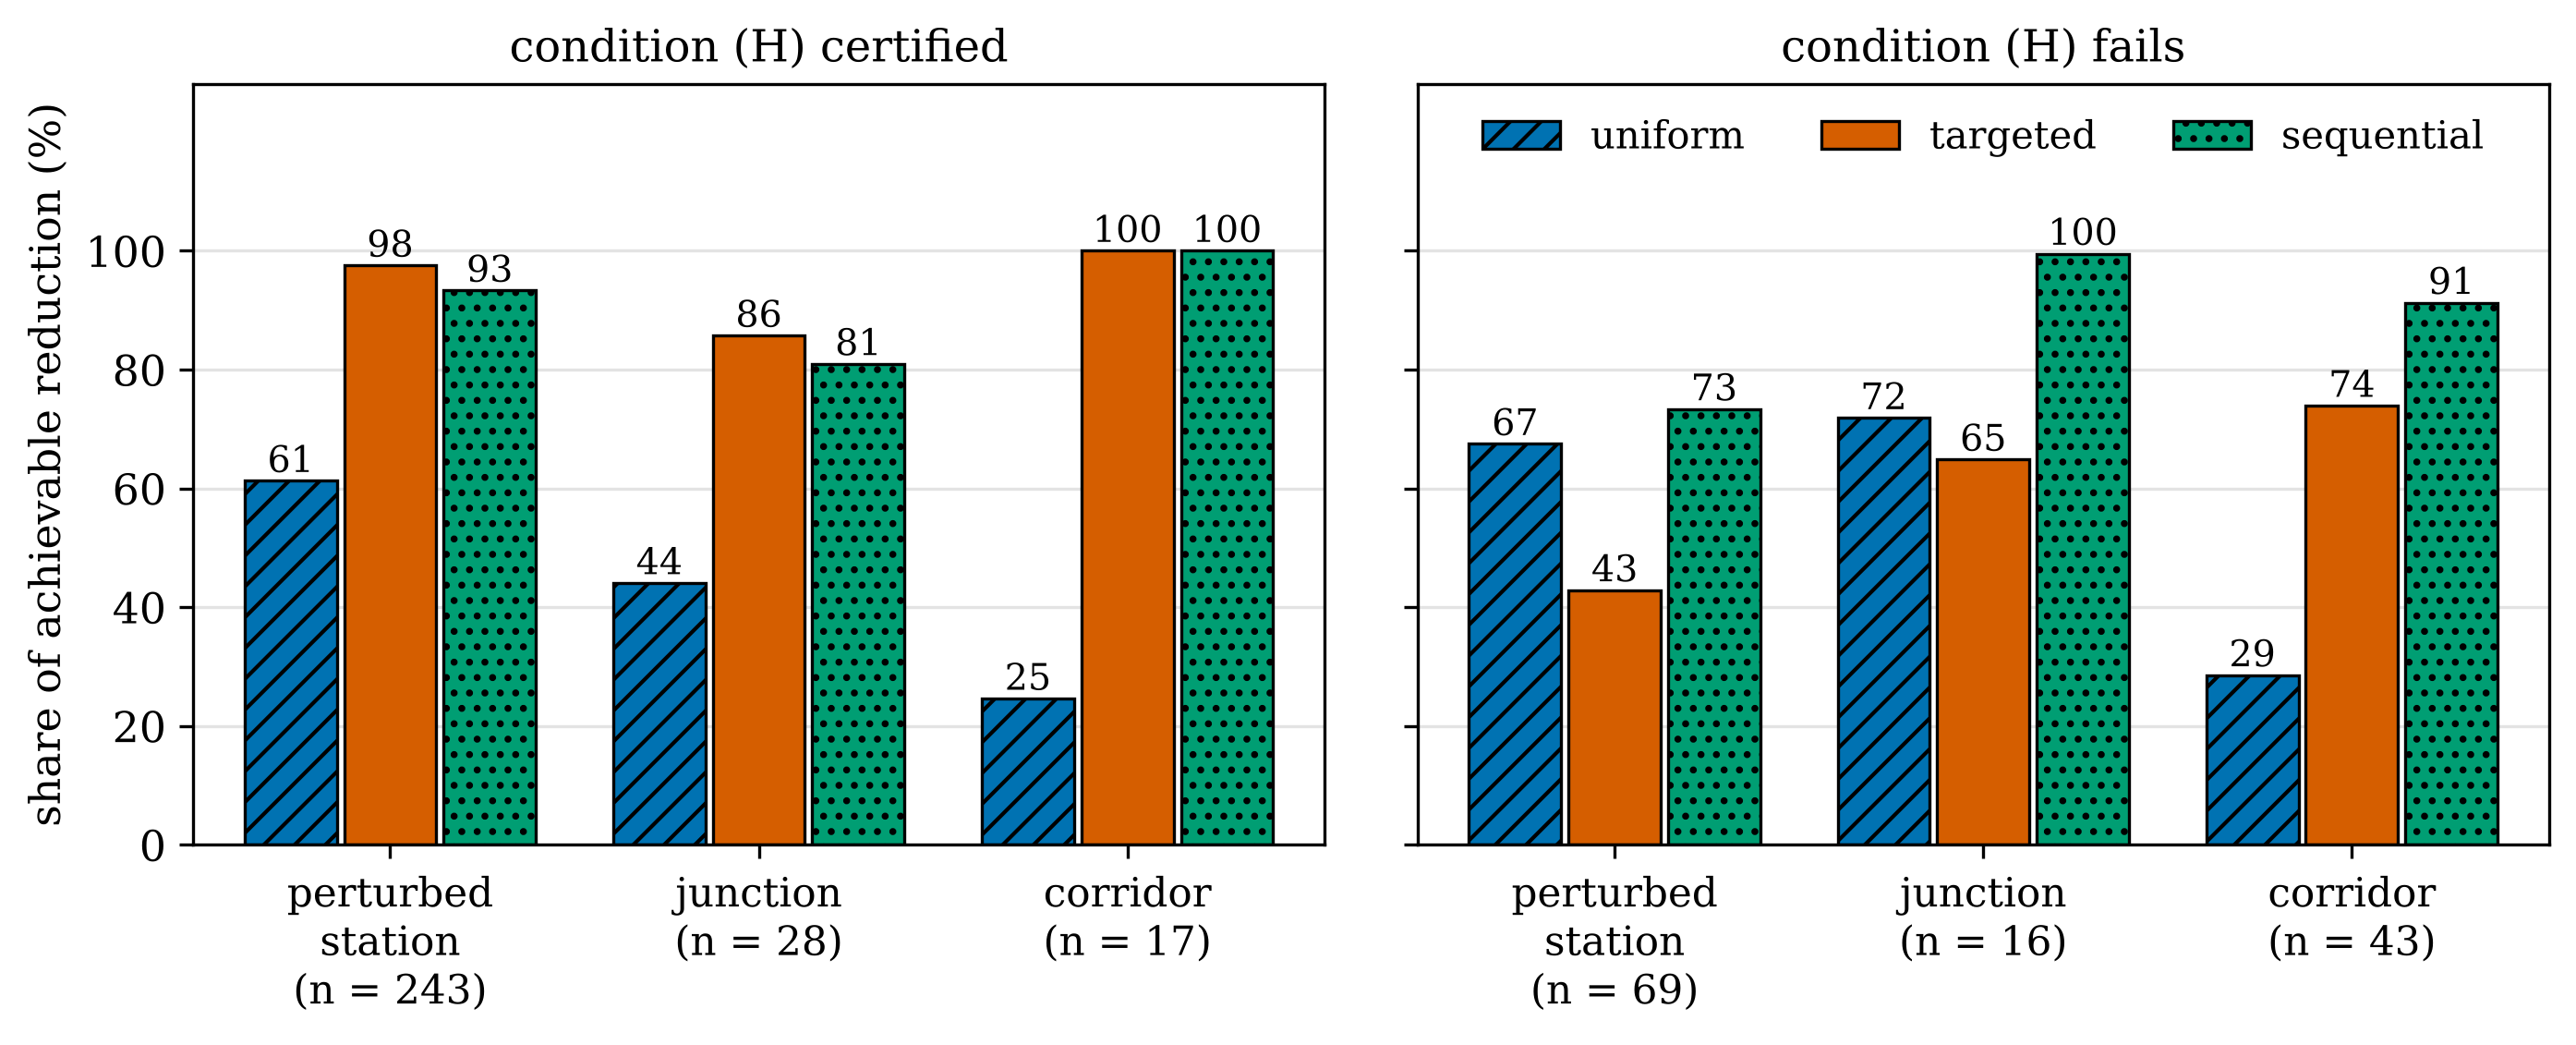 condition (H) certified
share of achievable reduction (%)
100
80
60
40
20
0
61
98
93
44
86
81
25
100
100
perturbed
station
(n = 243)
junction
(n = 28)
corridor
(n = 17)
condition (H) fails
uniform
targeted
sequential
67
43
73
72
65
100
29
74
91
perturbed
station
(n = 69)
junction
(n = 16)
corridor
(n = 43)